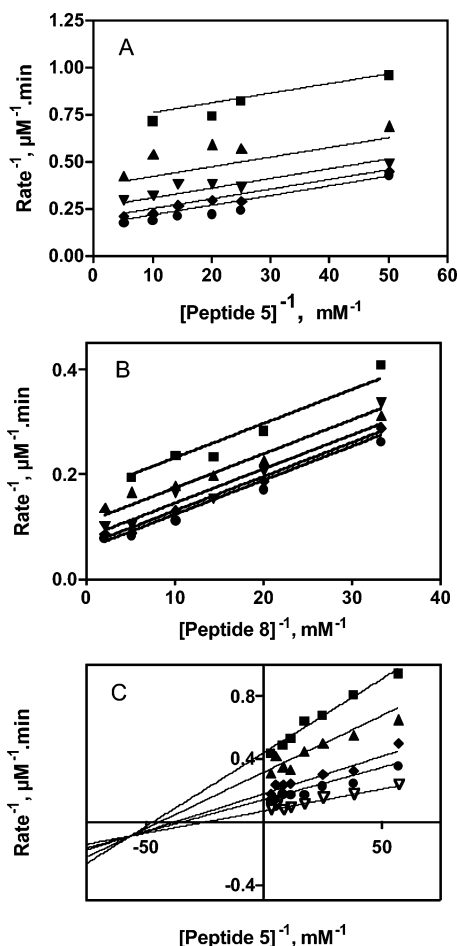 A
1.25
1.00
0.75
0.50
0.25
0.00
Rate-1, µM-1.min
0 10 20 30 40 50 60
[Peptide 5]-1, mM-1
B
0.4
0.2
0.0
Rate-1, µM-1.min
0 10 20 30 40
[Peptide 8]-1, mM-1
C
0.8
0.4
-50 50
-0.4
Rate-1, µM-1.min
[Peptide 5]-1, mM-1